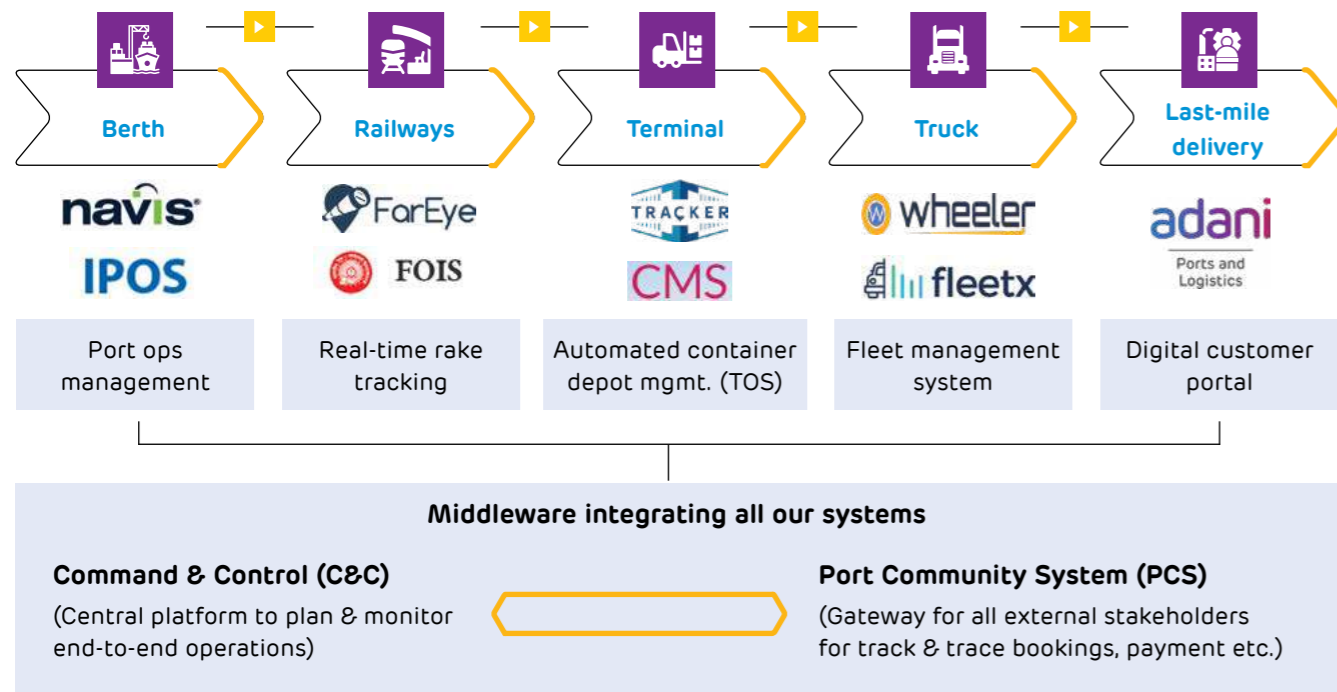 Berth
Railways
Terminal
Truck
Last-mile
delivery
navis
IPOS
FarEye
FOIS
TRACKER
CMS
W
wheeler
fleetx
adani
Ports and
Logistics
Port ops
management
Real-time rake
tracking
Automated container
depot mgmt. (TOS)
Fleet management
system
Digital customer
portal
Middleware integrating all our systems
Command & Control (C&C)
(Central platform to plan & monitor
end-to-end operations)
Port Community System (PCS)
(Gateway for all external stakeholders
for track & trace bookings, payment etc.)